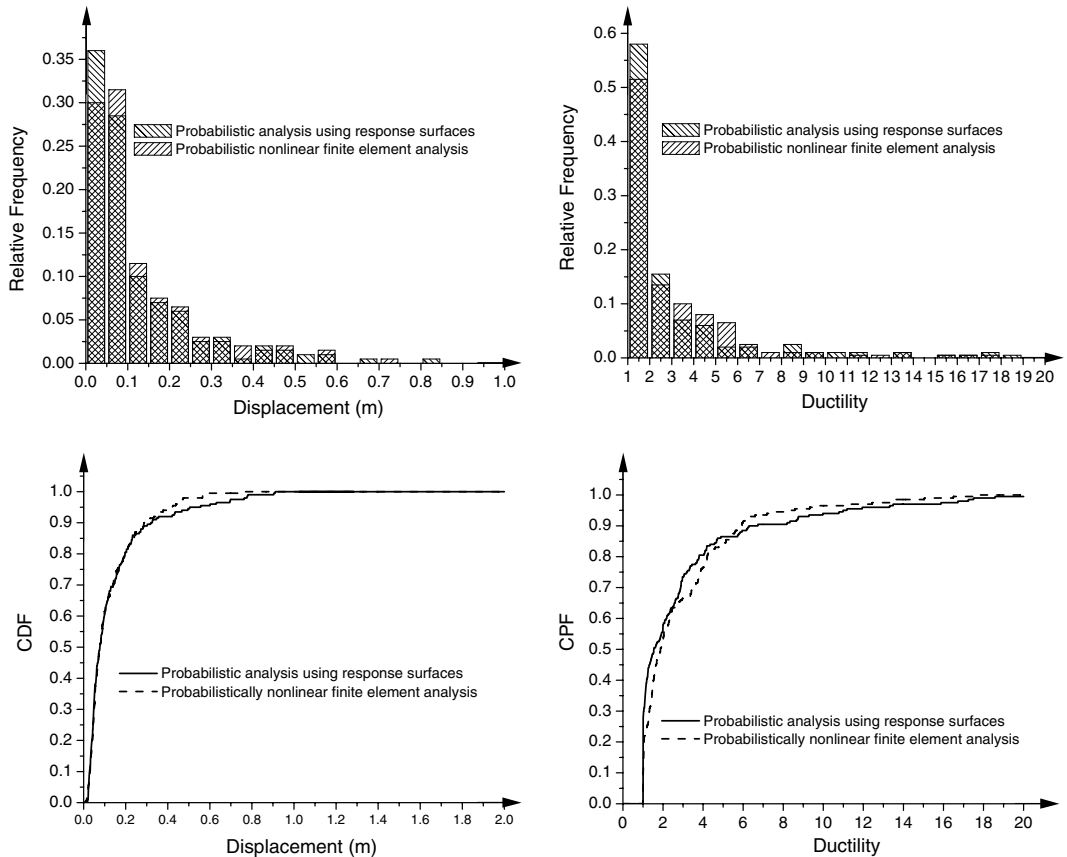 Relative Frequency
0.35
0.30
0.25
0.20
0.15
0.10
0.05
0.00
Probabilistic analysis using response surfaces
Probabilistic nonlinear finite element analysis
0.0 0.1 0.2 0.3 0.4 0.5 0.6 0.7 0.8 0.9 1.0
Displacement (m)
Relative Frequency
0.6
0.5
0.4
0.3
0.2
0.1
0.0
Probabilistic analysis using response surfaces
Probabilistic nonlinear finite element analysis
1 2 3 4 5 6 7 8 9 10 11 12 13 14 15 16 17 18 19 20
Ductility
CDF
1.0
0.9
0.8
0.7
0.6
0.5
0.4
0.3
0.2
0.1
0.0
Probabilistic analysis using response surfaces
Probabilistically nonlinear finite element analysis
0.0 0.2 0.4 0.6 0.8 1.0 1.2 1.4 1.6 1.8 2.0
Displacement (m)
CPF
1.0
0.9
0.8
0.7
0.6
0.5
0.4
0.3
0.2
0.1
0.0
Probabilistic analysis using response surfaces
Probabilistically nonlinear finite element analysis
0 2 4 6 8 10 12 14 16 18 20
Ductility